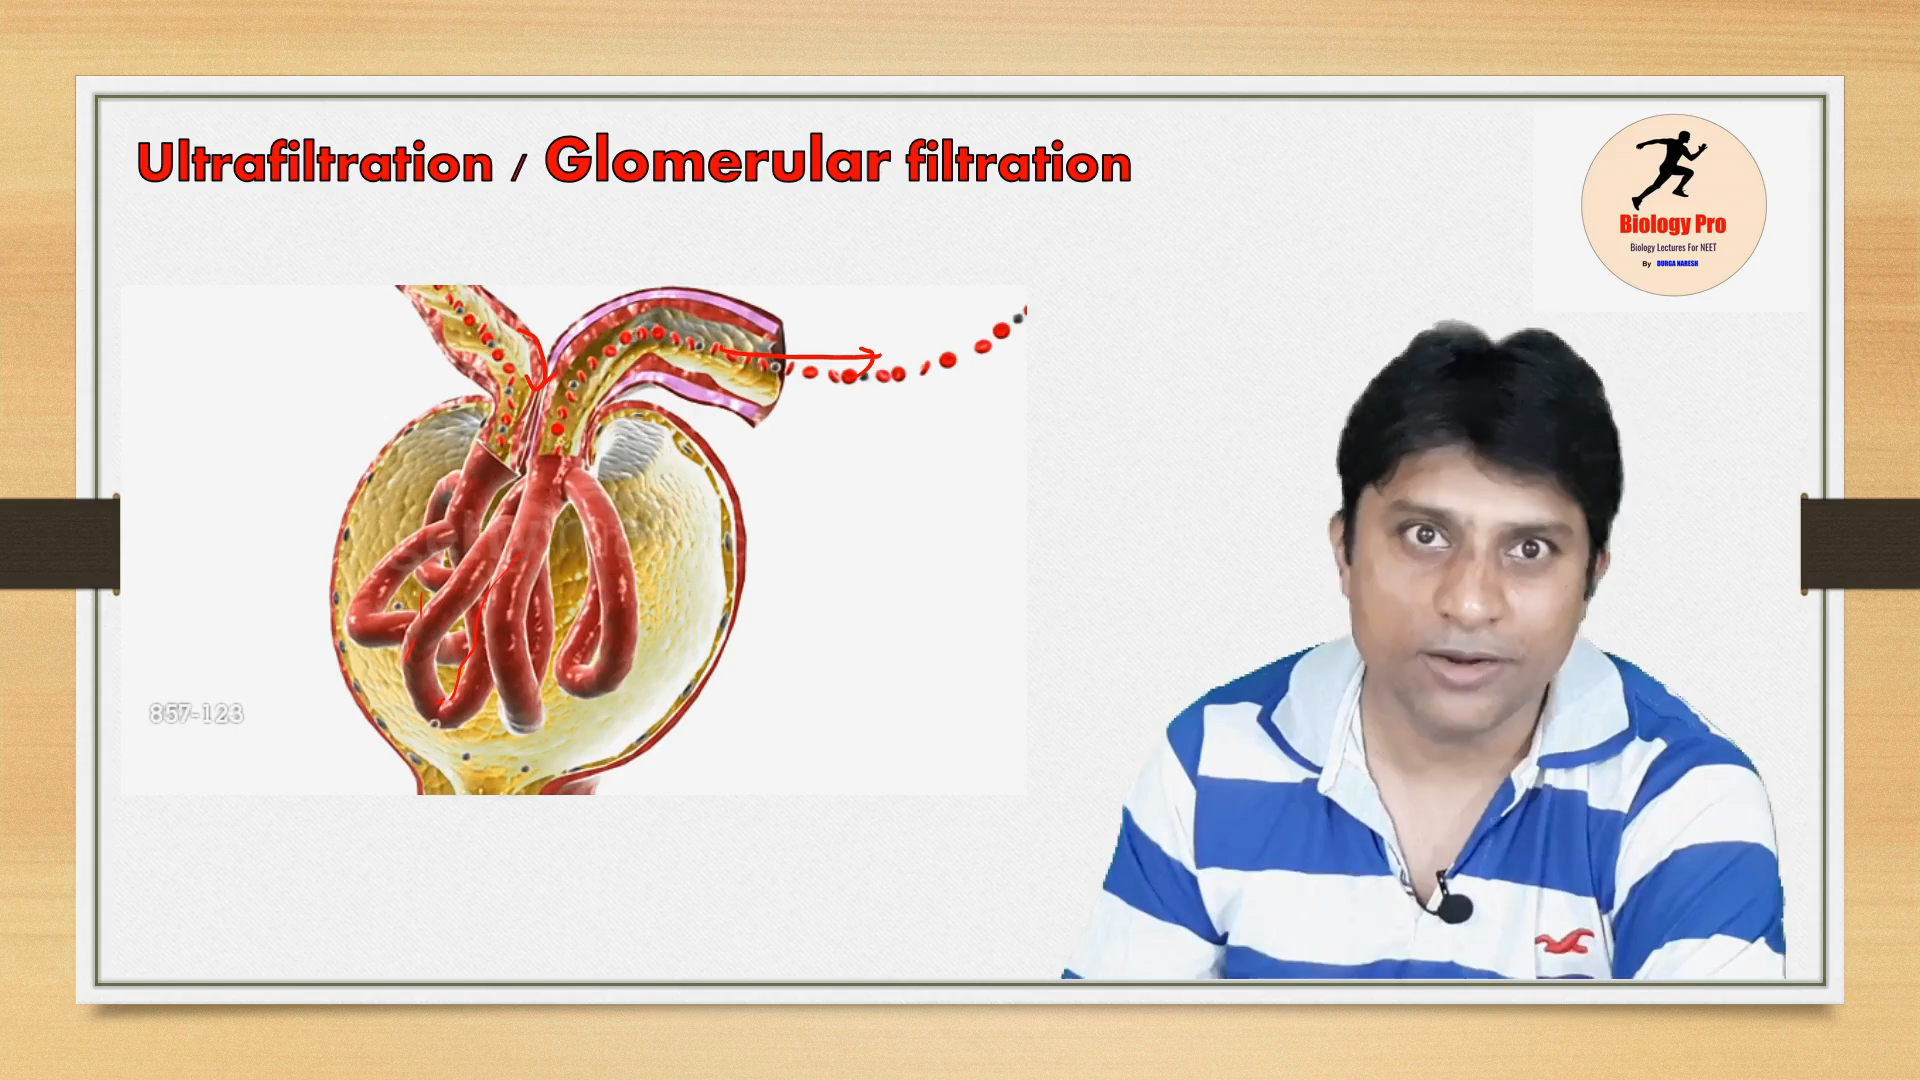 Ultrafiltration / Glomerular filtration
Biology Pro
Biology Lectures For NEET
By DURGA NARESH
857-123